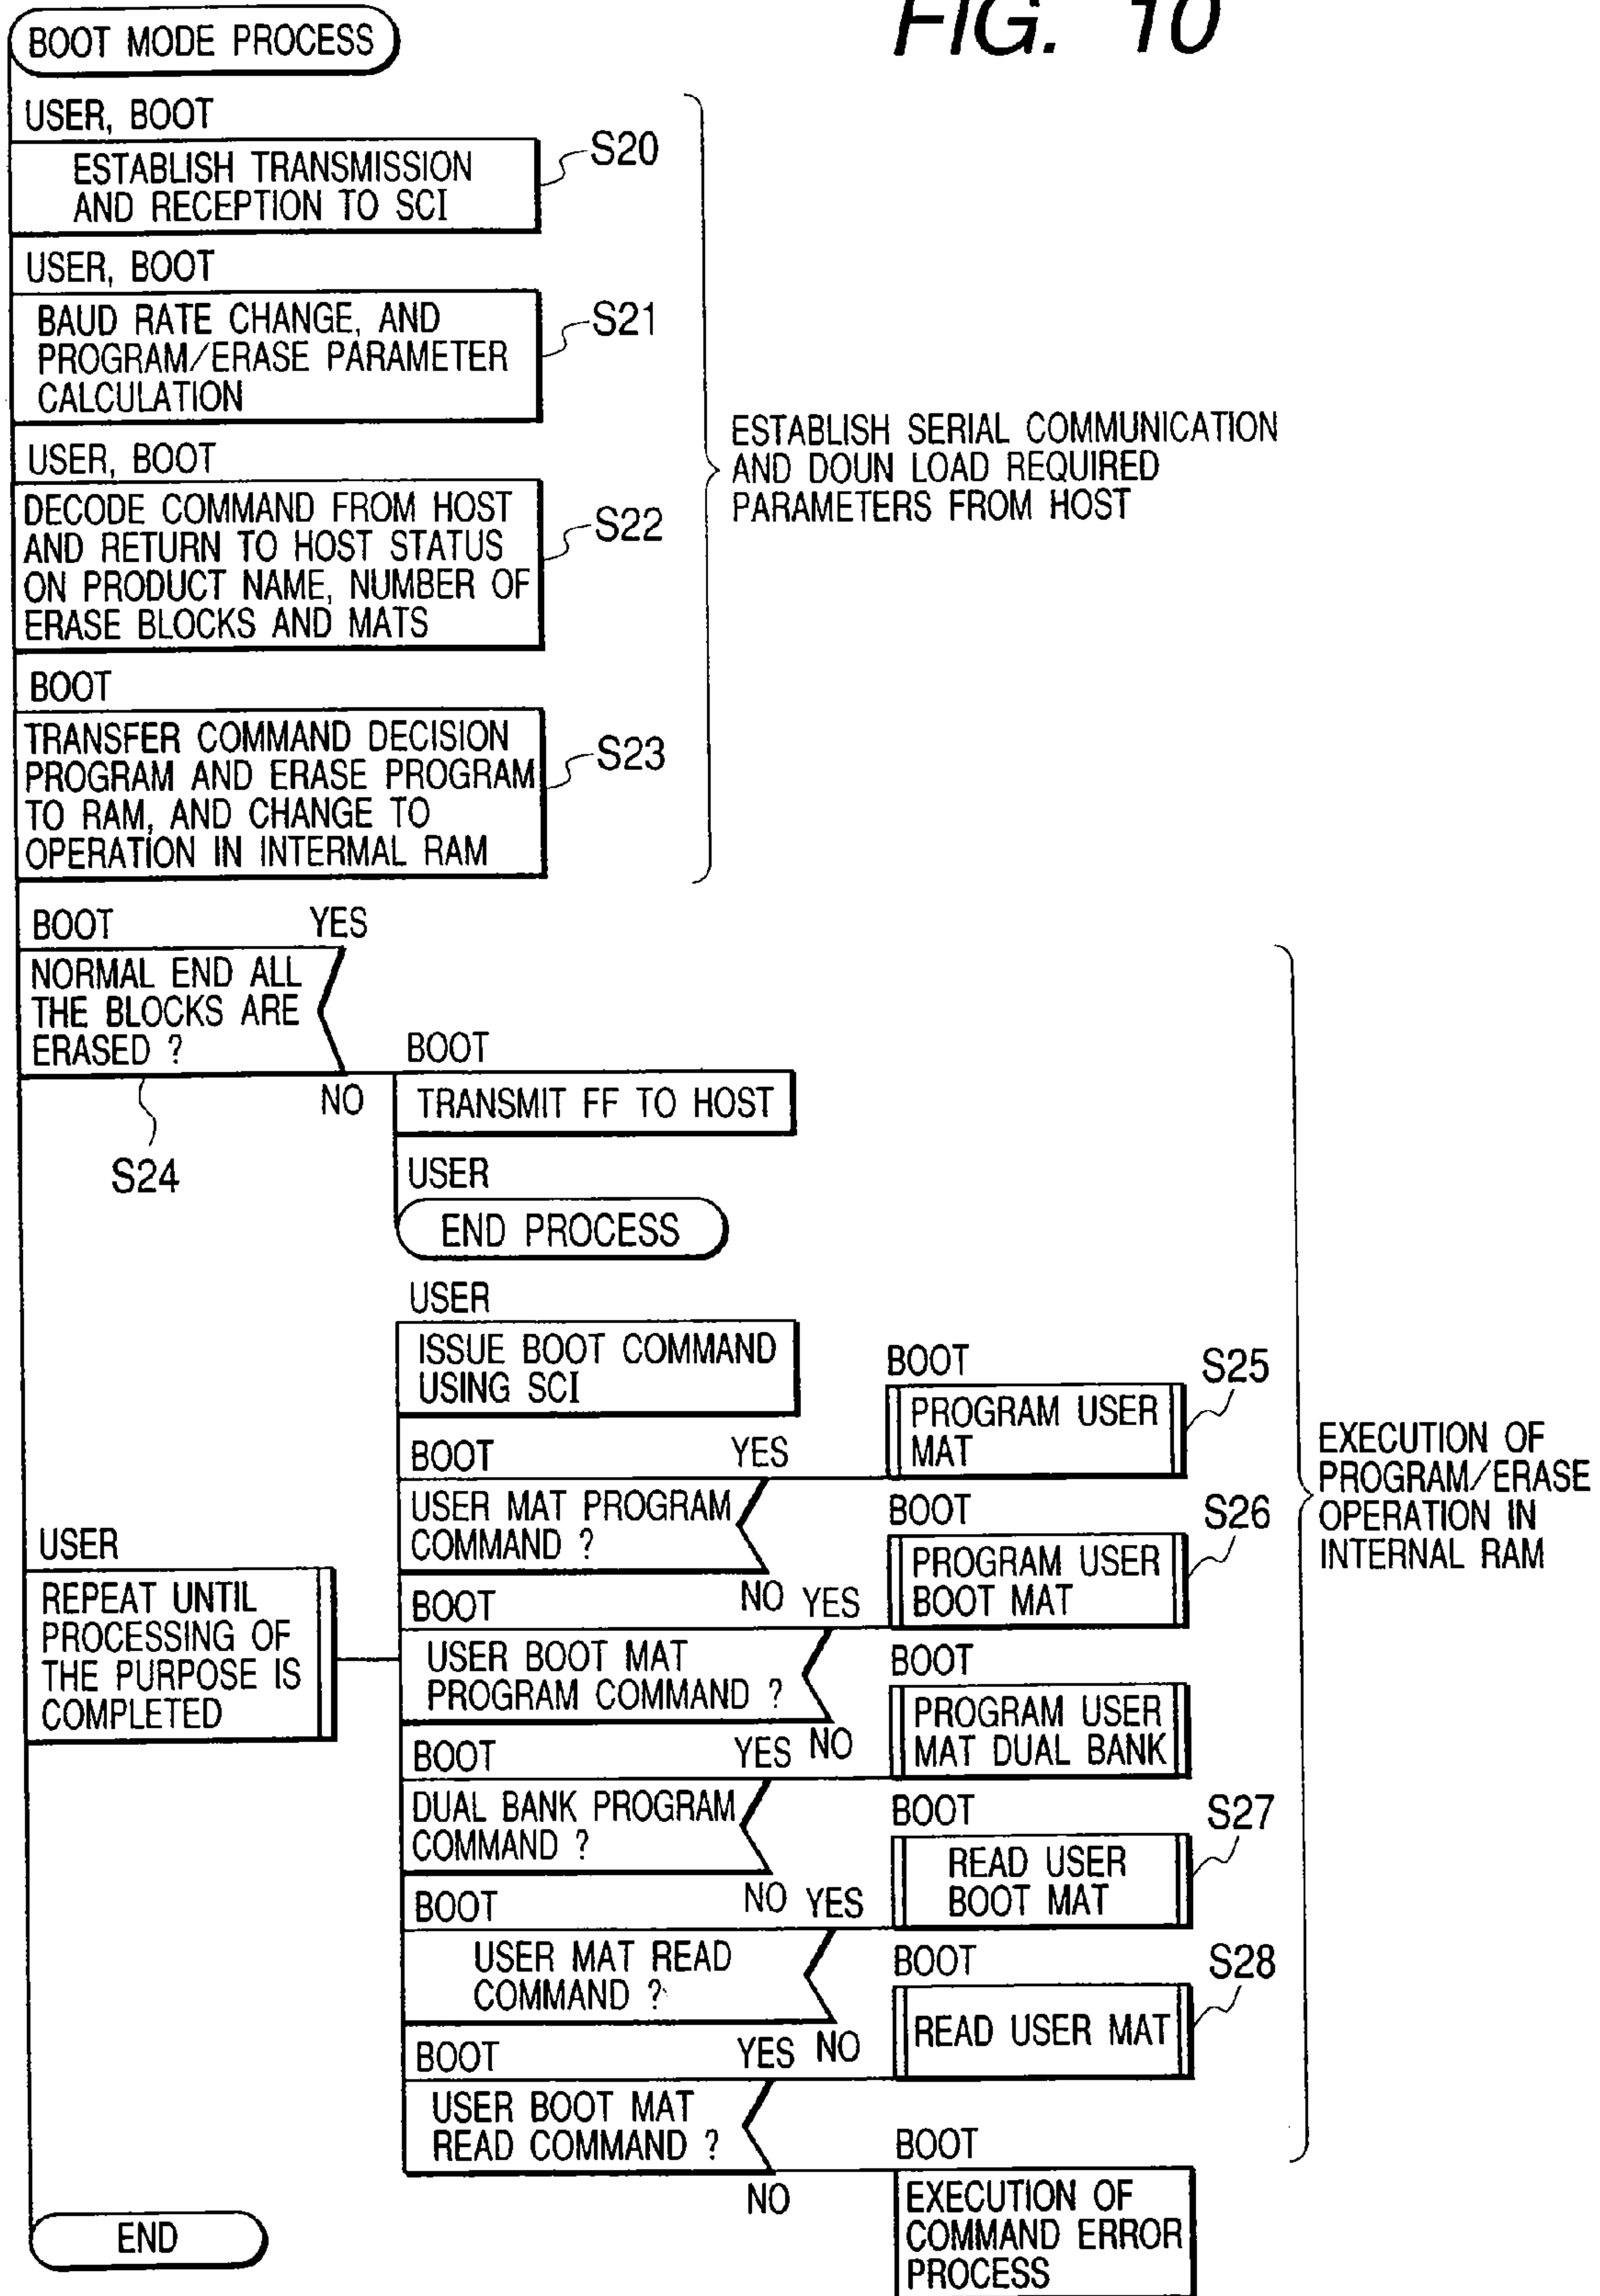 FIG. 10
BOOT MODE PROCESS
USER, BOOT
ESTABLISH TRANSMISSION
AND RECEPTION TO SCI
S20
USER, BOOT
BAUD RATE CHANGE, AND
PROGRAM/ERASE PARAMETER
CALCULATION
S21
USER, BOOT
DECODE COMMAND FROM HOST
AND RETURN TO HOST STATUS
ON PRODUCT NAME, NUMBER OF
ERASE BLOCKS AND MATS
S22
BOOT
TRANSFER COMMAND DECISION
PROGRAM AND ERASE PROGRAM
TO RAM, AND CHANGE TO
OPERATION IN INTERMAL RAM
S23
ESTABLISH SERIAL COMMUNICATION
AND DOUN LOAD REQUIRED
PARAMETERS FROM HOST
BOOT YES
NORMAL END ALL
THE BLOCKS ARE
ERASED ?
NO
S24
BOOT
TRANSMIT FF TO HOST
USER
END PROCESS
USER
REPEAT UNTIL
PROCESSING OF
THE PURPOSE IS
COMPLETED
USER
ISSUE BOOT COMMAND
USING SCI
BOOT YES
USER MAT PROGRAM
COMMAND ?
NO
BOOT
PROGRAM USER
MAT
S25
BOOT YES
USER BOOT MAT
PROGRAM COMMAND ?
NO
BOOT
PROGRAM USER
BOOT MAT
S26
BOOT YES
DUAL BANK PROGRAM
COMMAND ?
NO
BOOT
PROGRAM USER
MAT DUAL BANK
BOOT YES
USER MAT READ
COMMAND ?
NO
BOOT
READ USER
BOOT MAT
S27
BOOT YES
USER BOOT MAT
READ COMMAND ?
NO
BOOT
READ USER MAT
S28
BOOT
EXECUTION OF
COMMAND ERROR
PROCESS
EXECUTION OF
PROGRAM/ERASE
OPERATION IN
INTERNAL RAM
END